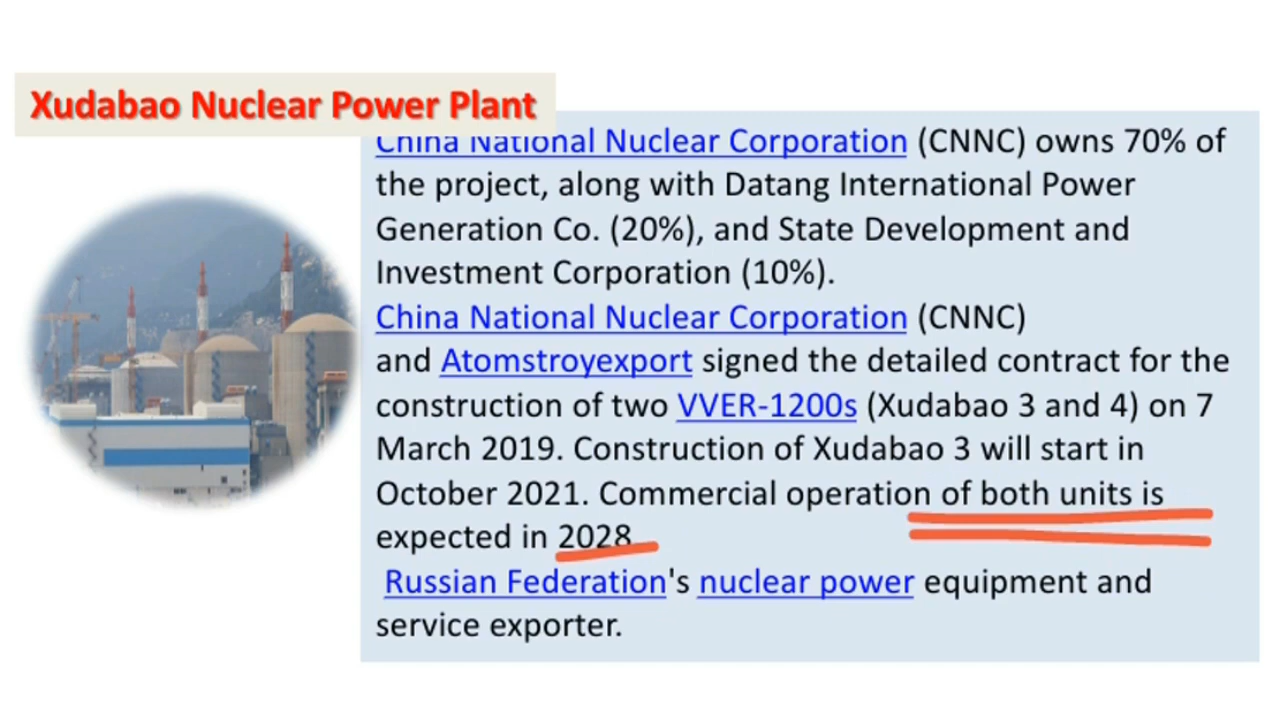 Xudabao Nuclear Power Plant
China National Nuclear Corporation (CNNC) owns 70% of
the project, along with Datang International Power
Generation Co. (20%), and State Development and
Investment Corporation (10%).
China National Nuclear Corporation (CNNC)
and Atomstroyexport signed the detailed contract for the
construction of two VVER-1200s (Xudabao 3 and 4) on 7
March 2019. Construction of Xudabao 3 will start in
October 2021. Commercial operation of both units is
expected in 2028.
Russian Federation's nuclear power equipment and
service exporter.